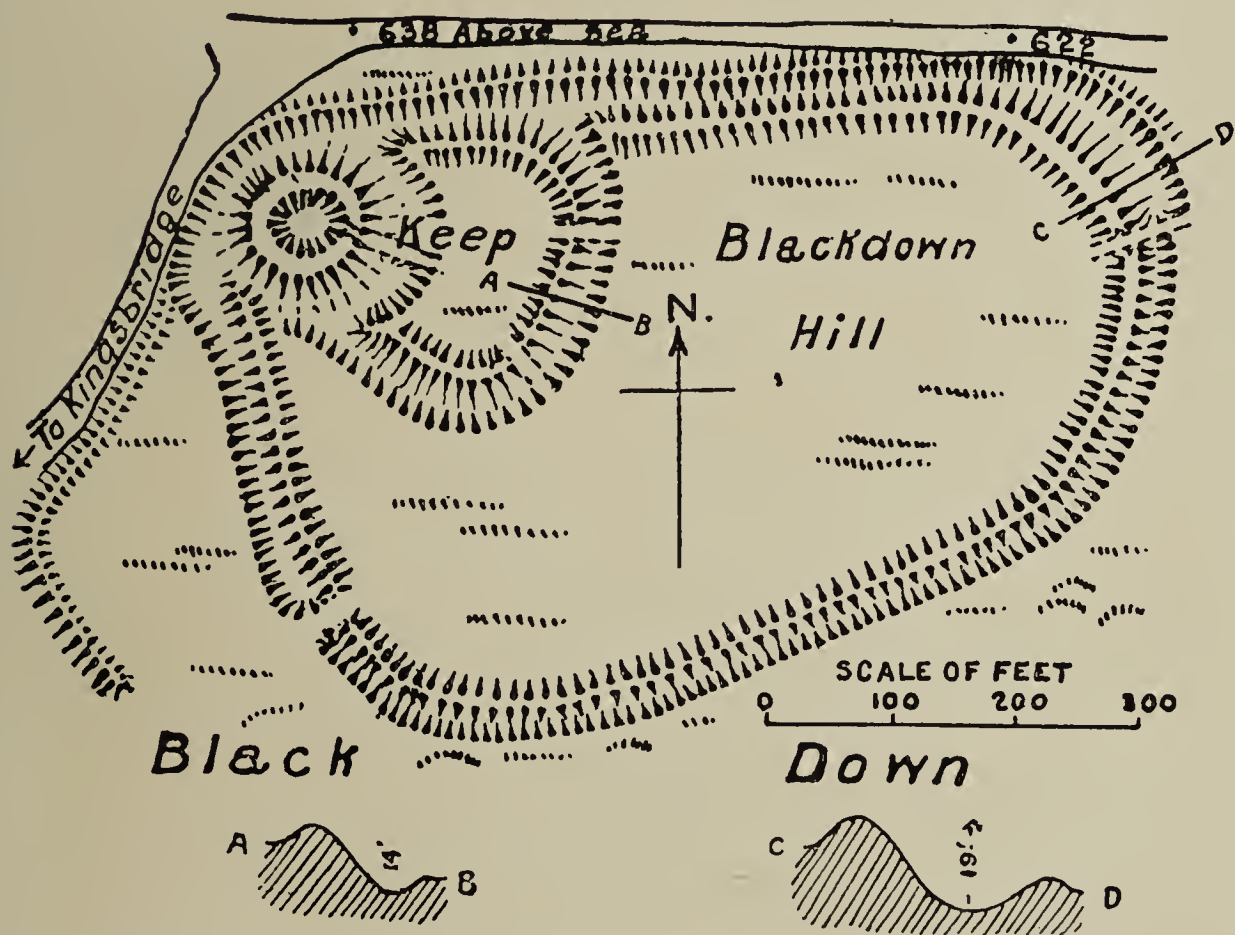 638 Above Sea
622
D
Keep
Blackdown
C
A
B
N.
Hill
← To Kingsbridge
SCALE OF FEET
0 100 200 300
Black Down
A 14' B
C D